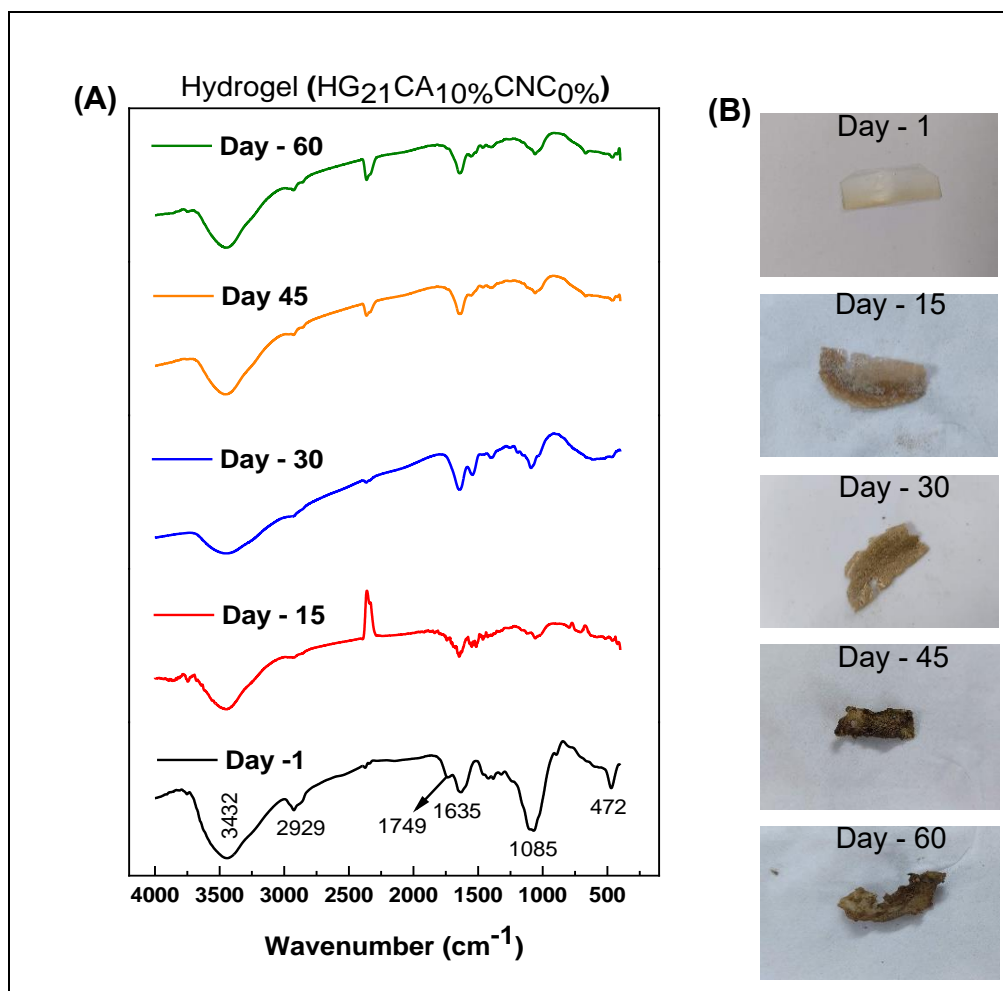 (A)
Hydrogel (HG21CA10%CNC0%)
Day - 60
Day 45
Day - 30
Day - 15
Day -1
3432
2929
1749
1635
1085
472
4000 3500 3000 2500 2000 1500 1000 500
Wavenumber (cm-1)
(B)
Day - 1
Day - 15
Day - 30
Day - 45
Day - 60